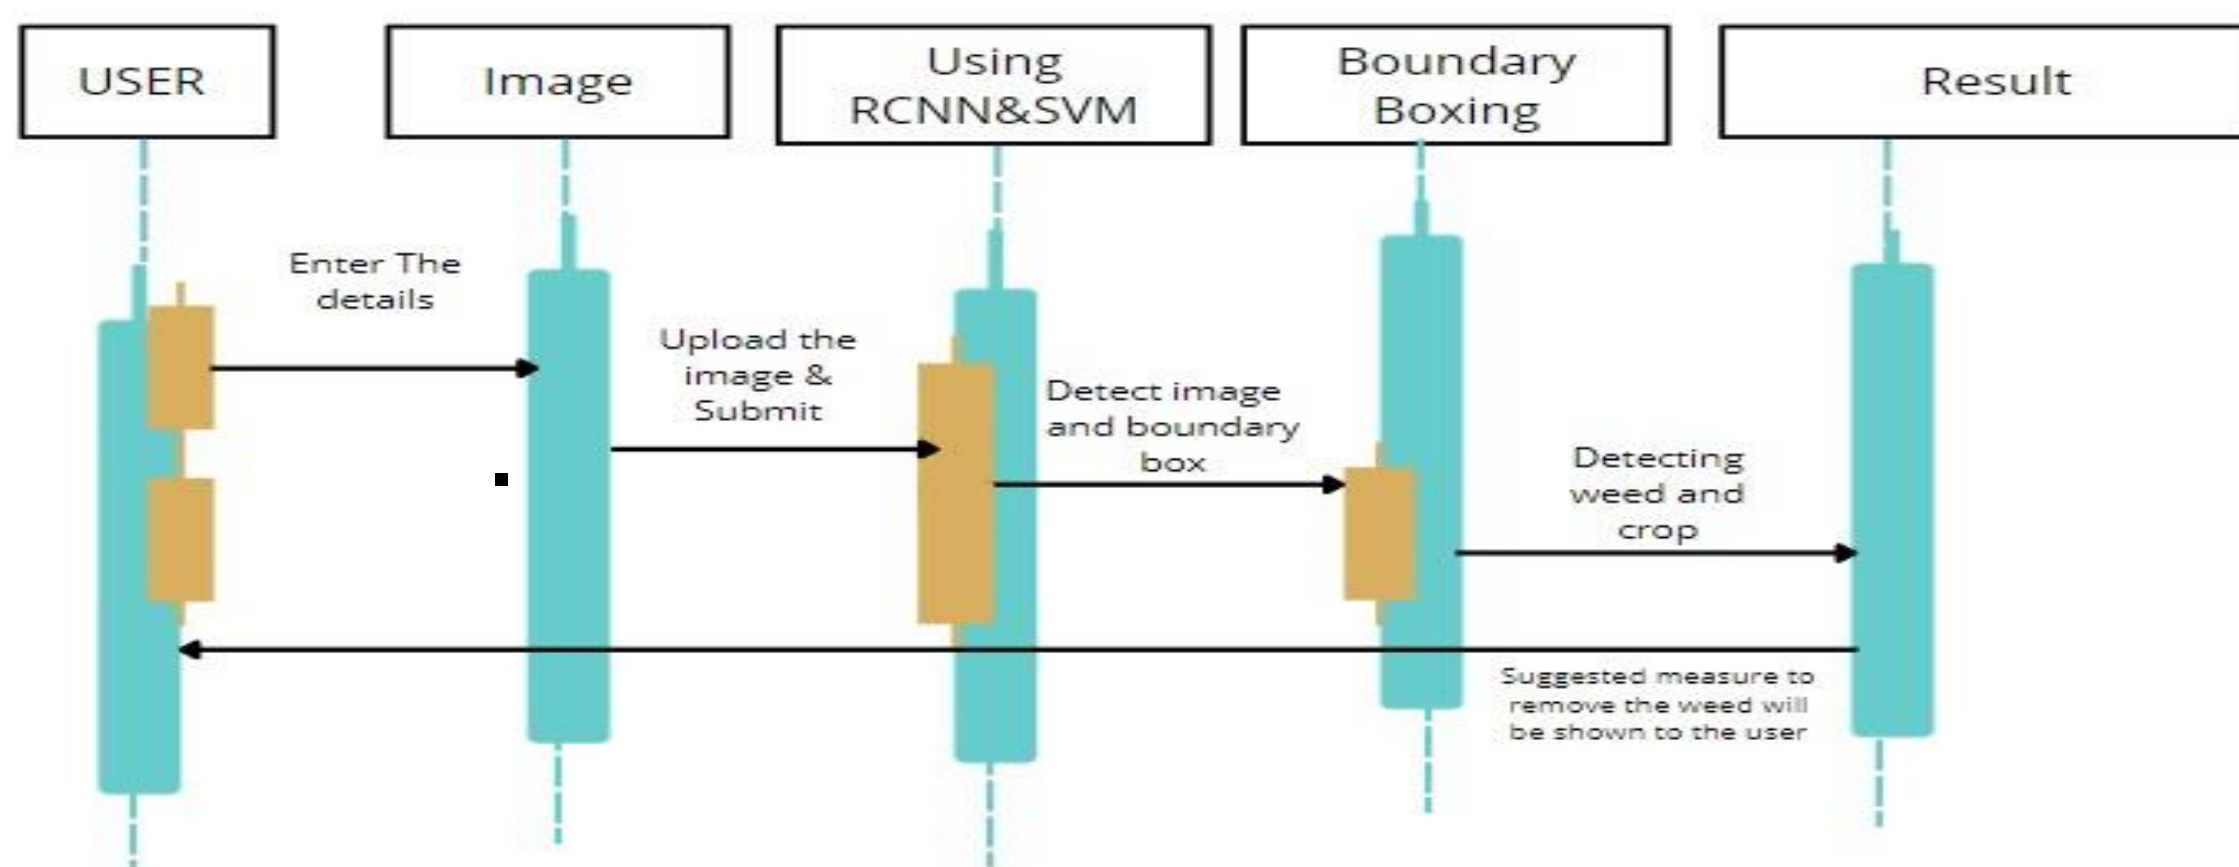 USER
Image
Using
RCNN&SVM
Boundary
Boxing
Result
Enter The
details
Upload the
image &
Submit
Detect image
and boundary
box
Detecting
weed and
crop
Suggested measure to
remove the weed will
be shown to the user